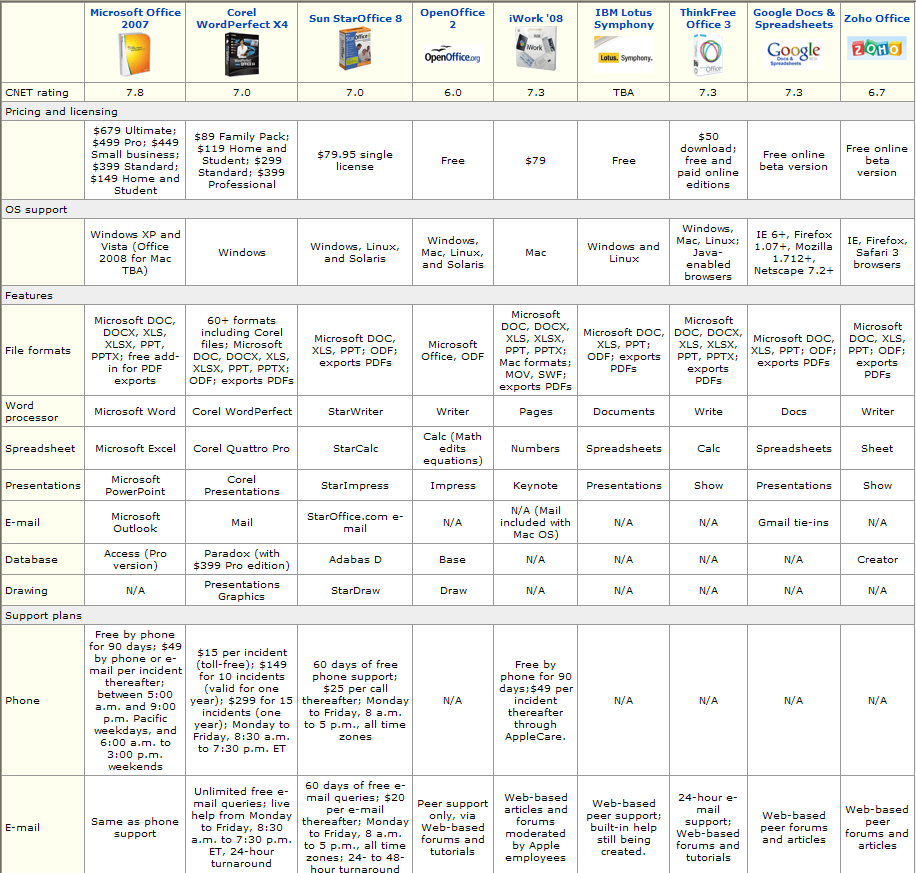 Microsoft Office
2007
Corel
WordPerfect X4
Sun StarOffice 8
OpenOffice
2
OpenOffice.org
iWork '08
iWork
IBM Lotus
Symphony
Lotus. Symphony.
ThinkFree
Office 3
Office
Google Docs &
Spreadsheets
Google
Docs &
Spreadsheets
Zoho Office
ZOHO
CNET rating
7.8
7.0
7.0
6.0
7.3
TBA
7.3
7.3
6.7
Pricing and licensing
$679 Ultimate;
$499 Pro; $449
Small business;
$399 Standard;
$149 Home and
Student
$89 Family Pack;
$119 Home and
Student; $299
Standard; $399
Professional
$79.95 single
license
Free
$79
Free
$50
download;
free and
paid online
editions
Free online
beta version
Free online
beta
version
OS support
Windows XP and
Vista (Office
2008 for Mac
TBA)
Windows
Windows, Linux,
and Solaris
Windows,
Mac, Linux,
and Solaris
Mac
Windows and
Linux
Windows,
Mac, Linux;
Java-
enabled
browsers
IE 6+, Firefox
1.07+, Mozilla
1.712+,
Netscape 7.2+
IE, Firefox,
Safari 3
browsers
Features
File formats
Microsoft DOC,
DOCX, XLS,
XLSX, PPT,
PPTX; free add-
in for PDF
exports
60+ formats
including Corel
files; Microsoft
DOC, DOCX, XLS,
XLSX, PPT, PPTX;
ODF; exports PDFs
Microsoft DOC,
XLS, PPT; ODF;
exports PDFs
Microsoft
Office, ODF
Microsoft
DOC, DOCX,
XLS, XLSX,
PPT, PPTX;
Mac formats;
MOV, SWF;
exports PDFs
Microsoft DOC,
XLS, PPT;
ODF; exports
PDFs
Microsoft
DOC, DOCX,
XLS, XLSX,
PPT, PPTX;
exports
PDFs
Microsoft DOC,
XLS, PPT; ODF;
exports PDFs
Microsoft
DOC, XLS,
PPT; ODF;
exports
PDFs
Word
processor
Microsoft Word
Corel WordPerfect
StarWriter
Writer
Pages
Documents
Write
Docs
Writer
Spreadsheet
Microsoft Excel
Corel Quattro Pro
StarCalc
Calc (Math
edits
equations)
Numbers
Spreadsheets
Calc
Spreadsheets
Sheet
Presentations
Microsoft
PowerPoint
Corel
Presentations
StarImpress
Impress
Keynote
Presentations
Show
Presentations
Show
E-mail
Microsoft
Outlook
Mail
StarOffice.com e-
mail
N/A
N/A (Mail
included with
Mac OS)
N/A
N/A
Gmail tie-ins
N/A
Database
Access (Pro
version)
Paradox (with
$399 Pro edition)
Adabas D
Base
N/A
N/A
N/A
N/A
Creator
Drawing
N/A
Presentations
Graphics
StarDraw
Draw
N/A
N/A
N/A
N/A
N/A
Support plans
Phone
Free by phone
for 90 days; $49
by phone or e-
mail per incident
thereafter;
between 5:00
a.m. and 9:00
p.m. Pacific
weekdays, and
6:00 a.m. to
3:00 p.m.
weekends
$15 per incident
(toll-free); $149
for 10 incidents
(valid for one
year); $299 for 15
incidents (one
year); Monday to
Friday, 8:30 a.m.
to 7:30 p.m. ET
60 days of free
phone support;
$25 per call
thereafter; Monday
to Friday, 8 a.m.
to 5 p.m., all time
zones
N/A
Free by
phone for 90
days;$49 per
incident
thereafter
through
AppleCare.
N/A
N/A
N/A
N/A
E-mail
Same as phone
support
Unlimited free e-
mail queries; live
help from Monday
to Friday, 8:30
a.m. to 7:30 p.m.
ET, 24-hour
turnaround
60 days of free e-
mail queries; $20
per e-mail
thereafter; Monday
to Friday, 8 a.m.
to 5 p.m., all time
zones; 24- to 48-
hour turnaround
Peer support
only, via
Web-based
forums and
tutorials
Web-based
articles and
forums
moderated
by Apple
employees
Web-based
peer support;
built-in help
still being
created.
24-hour e-
mail
support;
Web-based
forums and
tutorials
Web-based
peer forums
and articles
Web-based
peer
forums and
articles